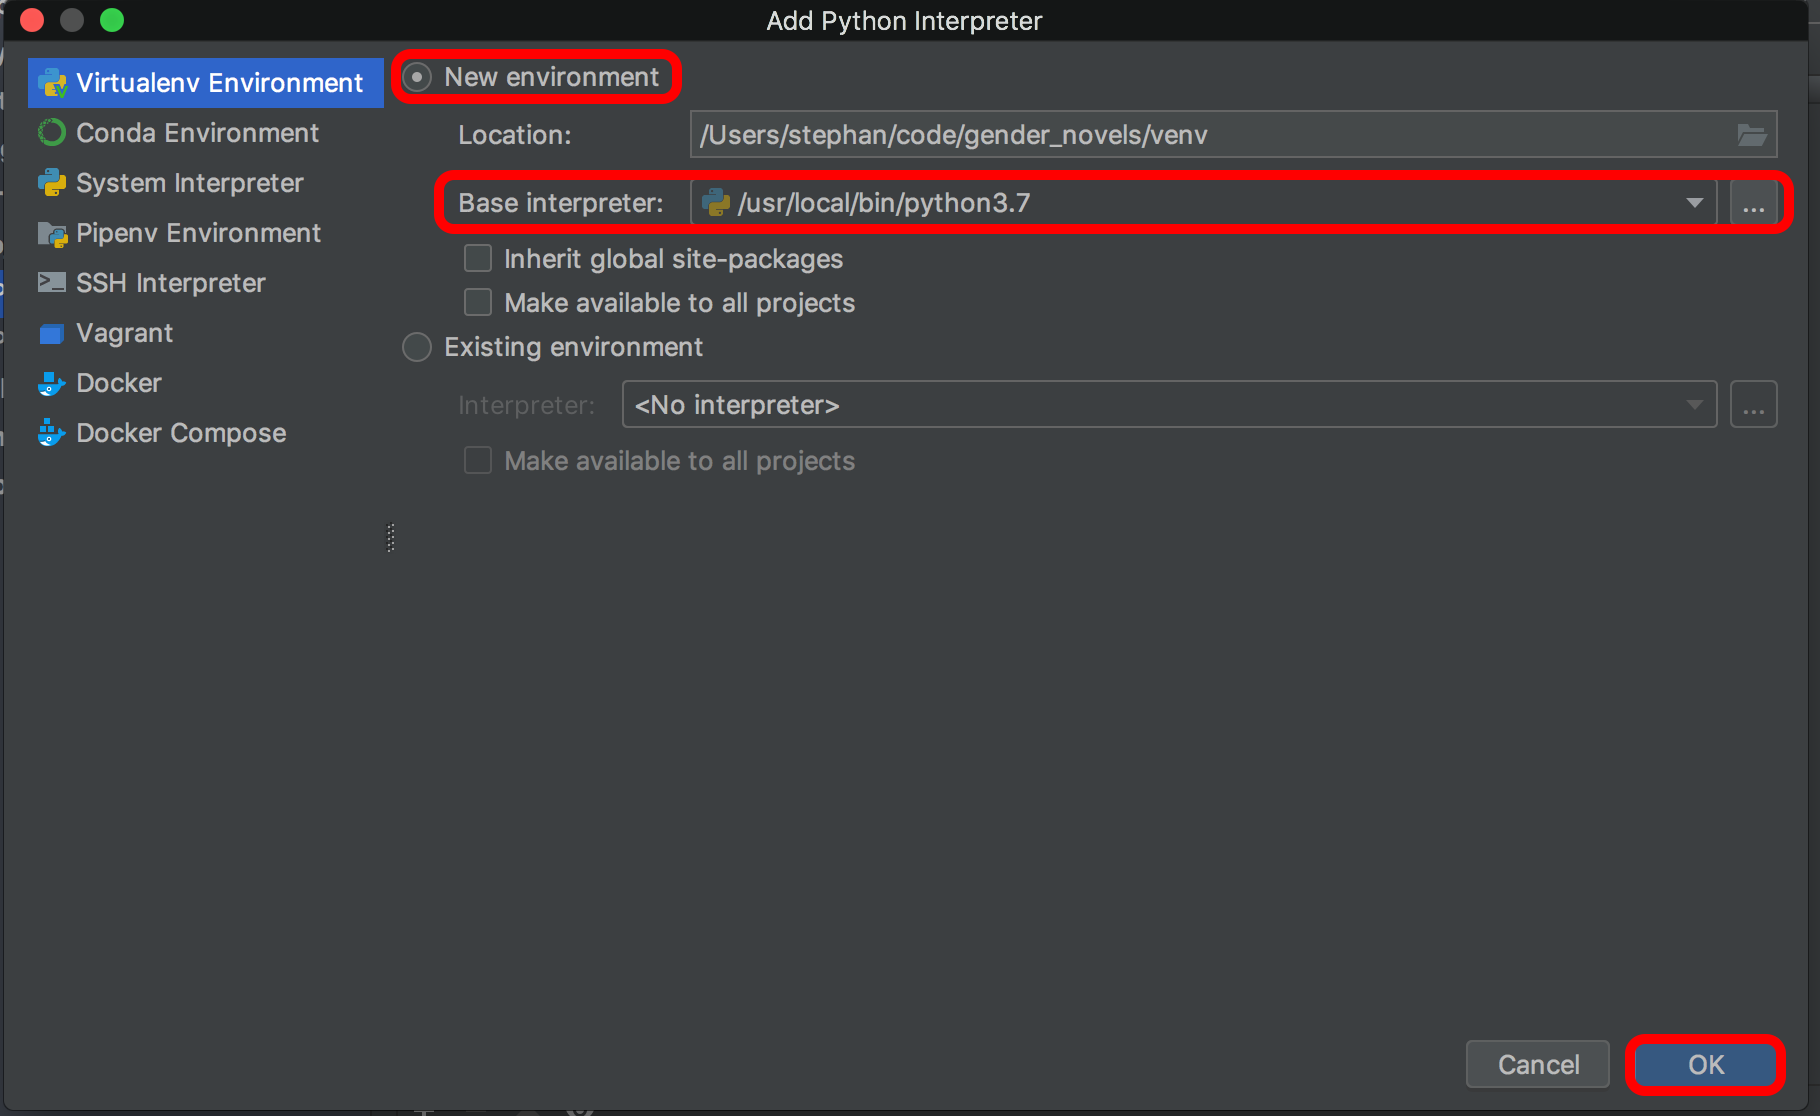 Add Python Interpreter
Virtualenv Environment
Conda Environment
System Interpreter
Pipenv Environment
SSH Interpreter
Vagrant
Docker
Docker Compose
New environment
Location: /Users/stephan/code/gender_novels/venv
Base interpreter: /usr/local/bin/python3.7 ...
Inherit global site-packages
Make available to all projects
Existing environment
Interpreter: <No interpreter> ...
Make available to all projects
Cancel OK